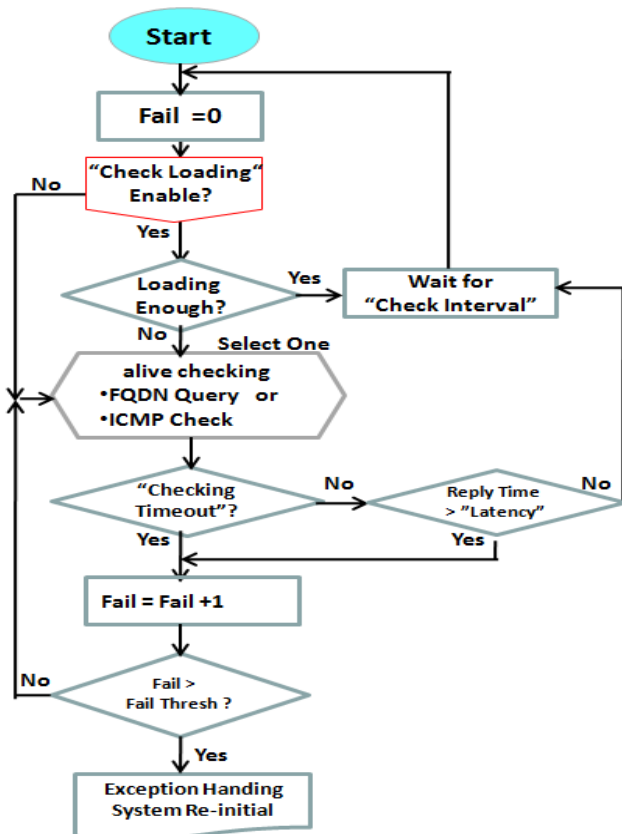 Start
Fail =0
No
“Check Loading“
Enable?
Yes
Loading
Enough?
Yes
Wait for
“Check Interval”
No
Select One
alive checking
•FQDN Query or
•ICMP Check
“Checking
Timeout”?
No
Reply Time
> ”Latency”
No
Yes
Yes
Fail = Fail +1
No
Fail >
Fail Thresh ?
Yes
Exception Handing
System Re-initial